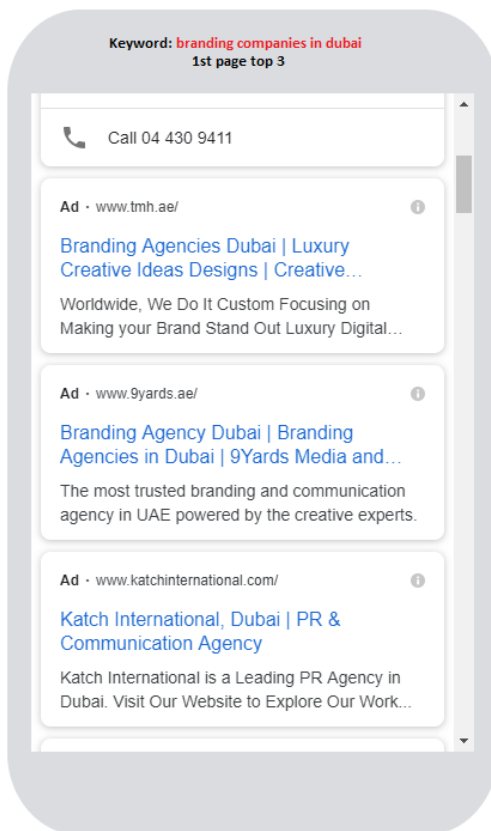 Keyword: branding companies in dubai
1st page top 3
Call 04 430 9411
Ad · www.tmh.ae/
Branding Agencies Dubai | Luxury
Creative Ideas Designs | Creative…
Worldwide, We Do It Custom Focusing on
Making your Brand Stand Out Luxury Digital…
Ad · www.9yards.ae/
Branding Agency Dubai | Branding
Agencies in Dubai | 9Yards Media and…
The most trusted branding and communication
agency in UAE powered by the creative experts.
Ad · www.katchinternational.com/
Katch International, Dubai | PR &
Communication Agency
Katch International is a Leading PR Agency in
Dubai. Visit Our Website to Explore Our Work...